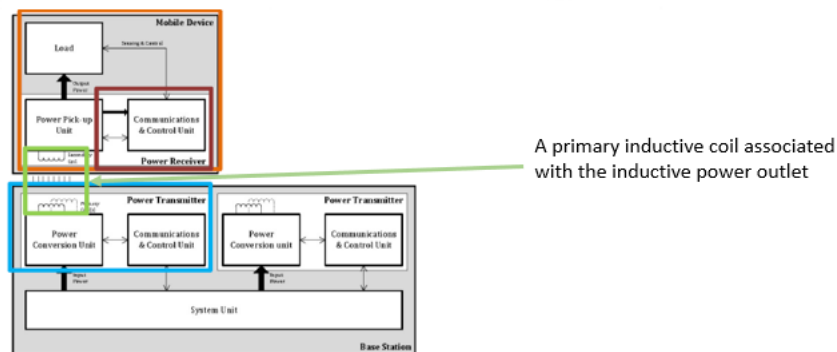 Mobile Device
Load
Sensing & Control
Output
Power
Power Pick-up
Unit
Communications
& Control Unit
Power Receiver
A primary inductive coil associated
with the inductive power outlet
Power Transmitter
Power
Conversion Unit
Communications
& Control Unit
Power Transmitter
Power
Conversion unit
Communications
& Control Unit
Input
Power
Input
Power
System Unit
Base Station